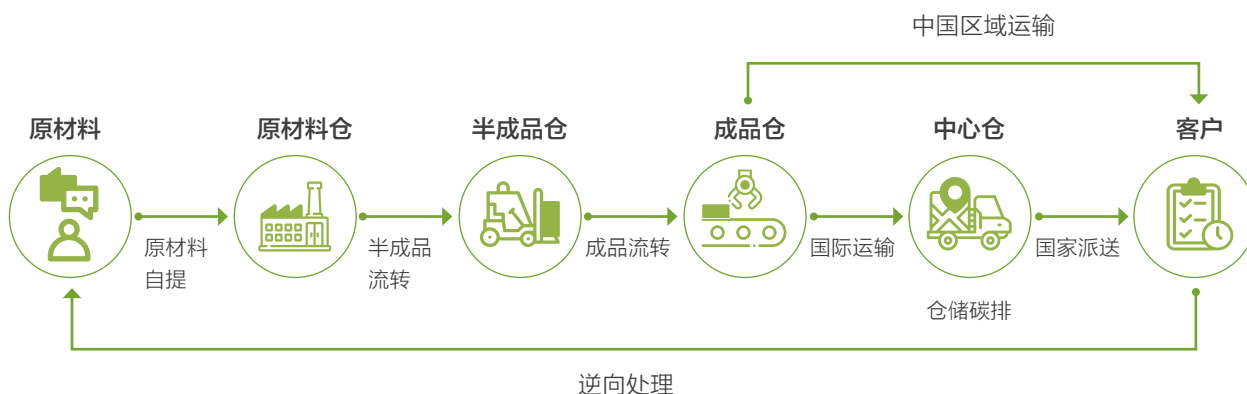 中国区域运输
原材料
原材料仓
半成品仓
成品仓
中心仓
客户
原材料
自提
半成品
流转
成品流转
国际运输
国家派送
仓储碳排
逆向处理